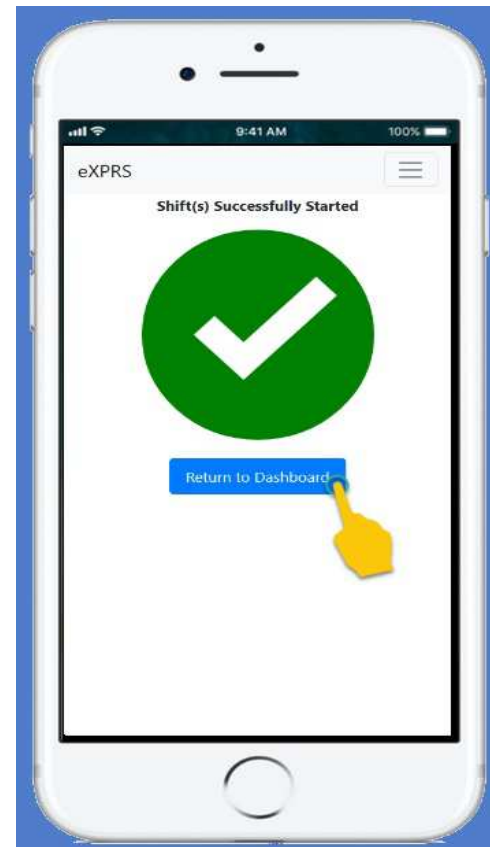 9:41 AM 100%
eXPRS
Shift(s) Successfully Started
Return to Dashboard